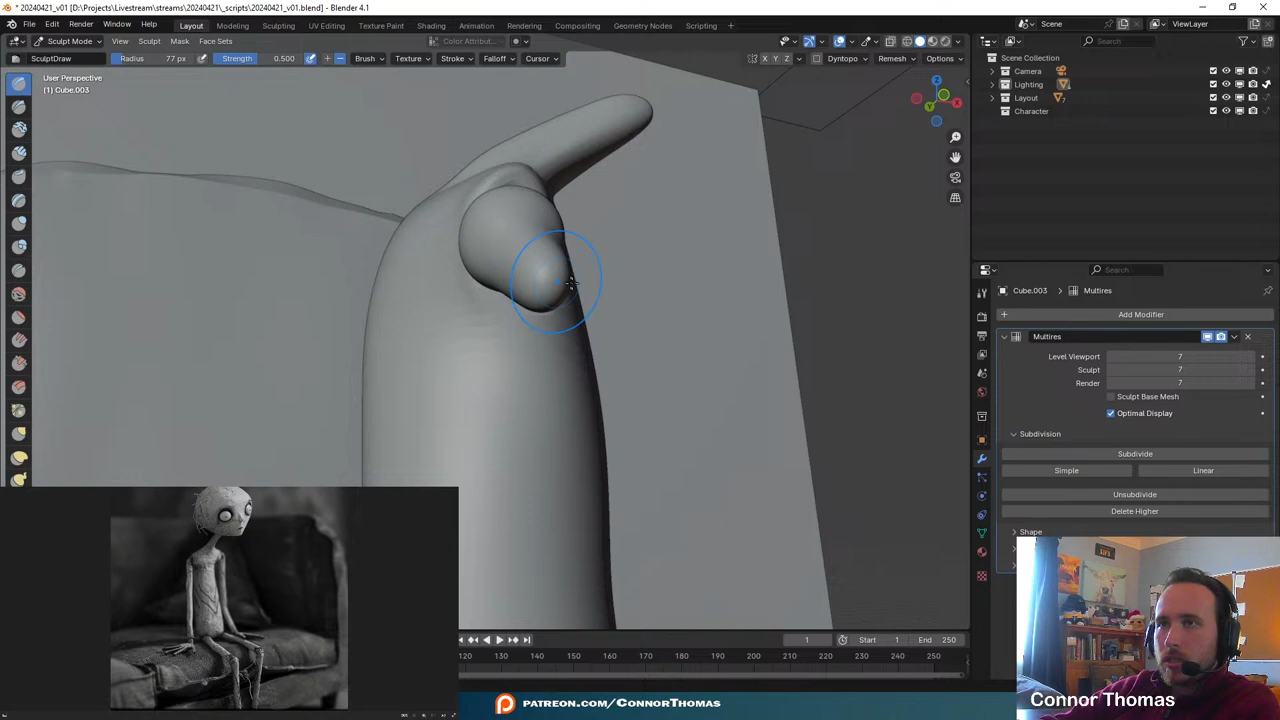 * 20240421_v01 [D:\Projects\Livestream\streams\20240421\_scripts\20240421_v01.blend] - Blender 4.1
File Edit Render Window Help Layout Modeling Sculpting UV Editing Texture Paint Shading Animation Rendering Compositing Geometry Nodes Scripting + Scene ViewLayer
Sculpt Mode View Sculpt Mask Face Sets Color Attribut... Search
SculptDraw Radius 77 px Strength 0.500 Brush Texture Stroke Falloff Cursor X Y Z Dyntopo Remesh Options
Scene Collection
Camera
Lighting
Layout
Character
User Perspective
(1) Cube.003
Z
X
Y
Search
Cube.003 Multires
Add Modifier
Multires
Level Viewport 7
Sculpt 7
Render 7
Sculpt Base Mesh
Optimal Display
Subdivision
Subdivide
Simple Linear
Unsubdivide
Delete Higher
Shape
1 Start 1 End 250
120 130 140 150 160 170 180 190 200 210 220 230 240 250
PATREON.COM/CONNORTHOMAS
Connor Thomas